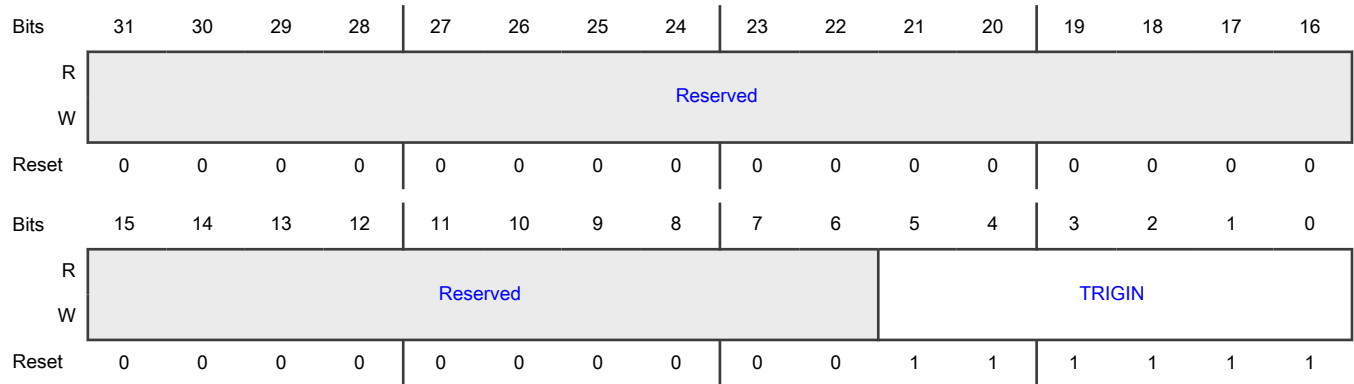 Bits 31 30 29 28 27 26 25 24 23 22 21 20 19 18 17 16
R
Reserved
W
Reset 0 0 0 0 0 0 0 0 0 0 0 0 0 0 0 0
Bits 15 14 13 12 11 10 9 8 7 6 5 4 3 2 1 0
R
Reserved TRIGIN
W
Reset 0 0 0 0 0 0 0 0 0 0 1 1 1 1 1 1